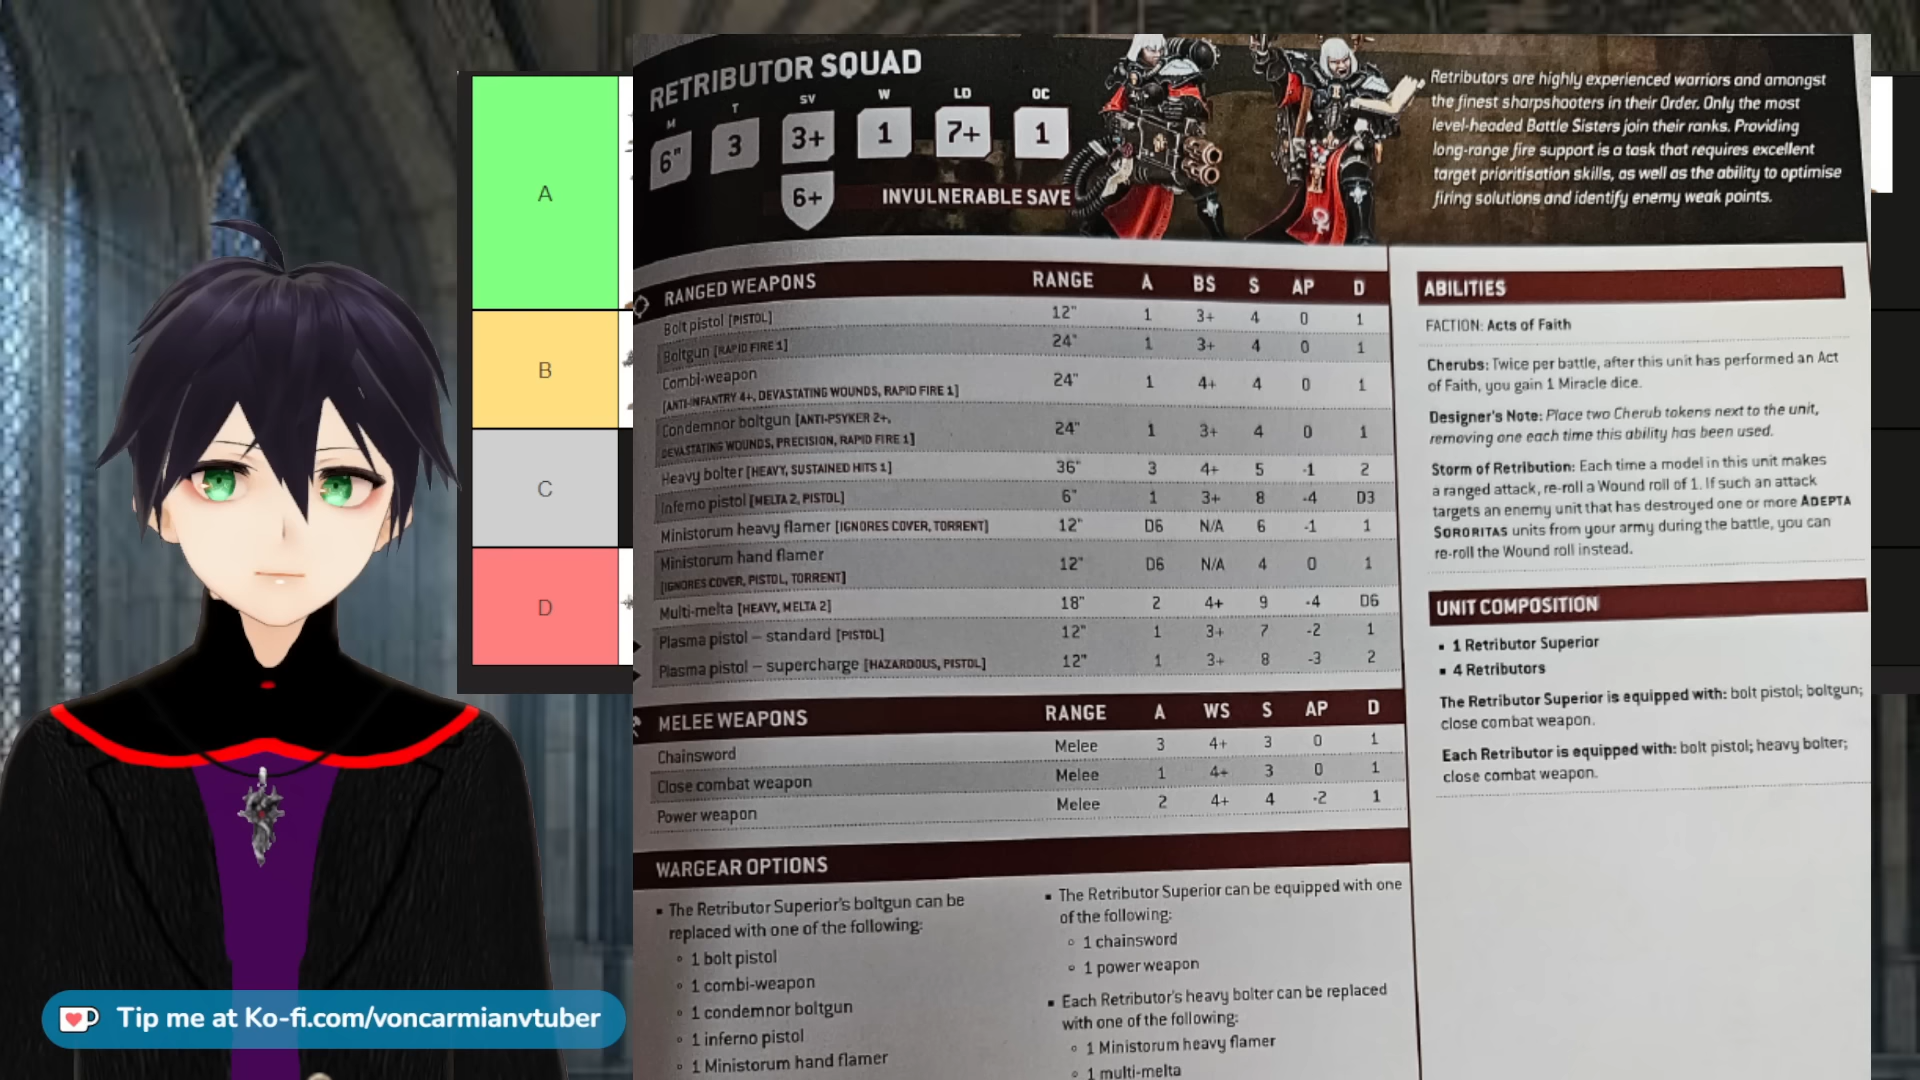 A
B
C
D
RETRIBUTOR SQUAD
M T SV W LD OC
6" 3 3+ 1 7+ 1
6+ INVULNERABLE SAVE
Retributors are highly experienced warriors and amongst
the finest sharpshooters in their Order. Only the most
level-headed Battle Sisters join their ranks. Providing
long-range fire support is a task that requires excellent
target prioritisation skills, as well as the ability to optimise
firing solutions and identify enemy weak points.
RANGED WEAPONS RANGE A BS S AP D
Bolt pistol [PISTOL] 12" 1 3+ 4 0 1
Boltgun [RAPID FIRE 1] 24" 1 3+ 4 0 1
Combi-weapon
[ANTI-INFANTRY 4+, DEVASTATING WOUNDS, RAPID FIRE 1] 24" 1 4+ 4 0 1
Condemnor boltgun [ANTI-PSYKER 2+,
DEVASTATING WOUNDS, PRECISION, RAPID FIRE 1] 24" 1 3+ 4 0 1
Heavy bolter [HEAVY, SUSTAINED HITS 1] 36" 3 4+ 5 -1 2
Inferno pistol [MELTA 2, PISTOL] 6" 1 3+ 8 -4 D3
Ministorum heavy flamer [IGNORES COVER, TORRENT] 12" D6 N/A 6 -1 1
Ministorum hand flamer
[IGNORES COVER, PISTOL, TORRENT] 12" D6 N/A 4 0 1
Multi-melta [HEAVY, MELTA 2] 18" 2 4+ 9 -4 D6
Plasma pistol – standard [PISTOL] 12" 1 3+ 7 -2 1
Plasma pistol – supercharge [HAZARDOUS, PISTOL] 12" 1 3+ 8 -3 2
MELEE WEAPONS RANGE A WS S AP D
Chainsword Melee 3 4+ 3 0 1
Close combat weapon Melee 1 4+ 3 0 1
Power weapon Melee 2 4+ 4 -2 1
WARGEAR OPTIONS
▪ The Retributor Superior's boltgun can be
replaced with one of the following:
◦ 1 bolt pistol
◦ 1 combi-weapon
◦ 1 condemnor boltgun
◦ 1 inferno pistol
◦ 1 Ministorum hand flamer
▪ The Retributor Superior can be equipped with one
of the following:
◦ 1 chainsword
◦ 1 power weapon
▪ Each Retributor's heavy bolter can be replaced
with one of the following:
◦ 1 Ministorum heavy flamer
◦ 1 multi-melta
ABILITIES
FACTION: Acts of Faith
Cherubs: Twice per battle, after this unit has performed an Act
of Faith, you gain 1 Miracle dice.
Designer's Note: Place two Cherub tokens next to the unit,
removing one each time this ability has been used.
Storm of Retribution: Each time a model in this unit makes
a ranged attack, re-roll a Wound roll of 1. If such an attack
targets an enemy unit that has destroyed one or more ADEPTA
SORORITAS units from your army during the battle, you can
re-roll the Wound roll instead.
UNIT COMPOSITION
▪ 1 Retributor Superior
▪ 4 Retributors
The Retributor Superior is equipped with: bolt pistol; boltgun;
close combat weapon.
Each Retributor is equipped with: bolt pistol; heavy bolter;
close combat weapon.
Tip me at Ko-fi.com/voncarmianvtuber